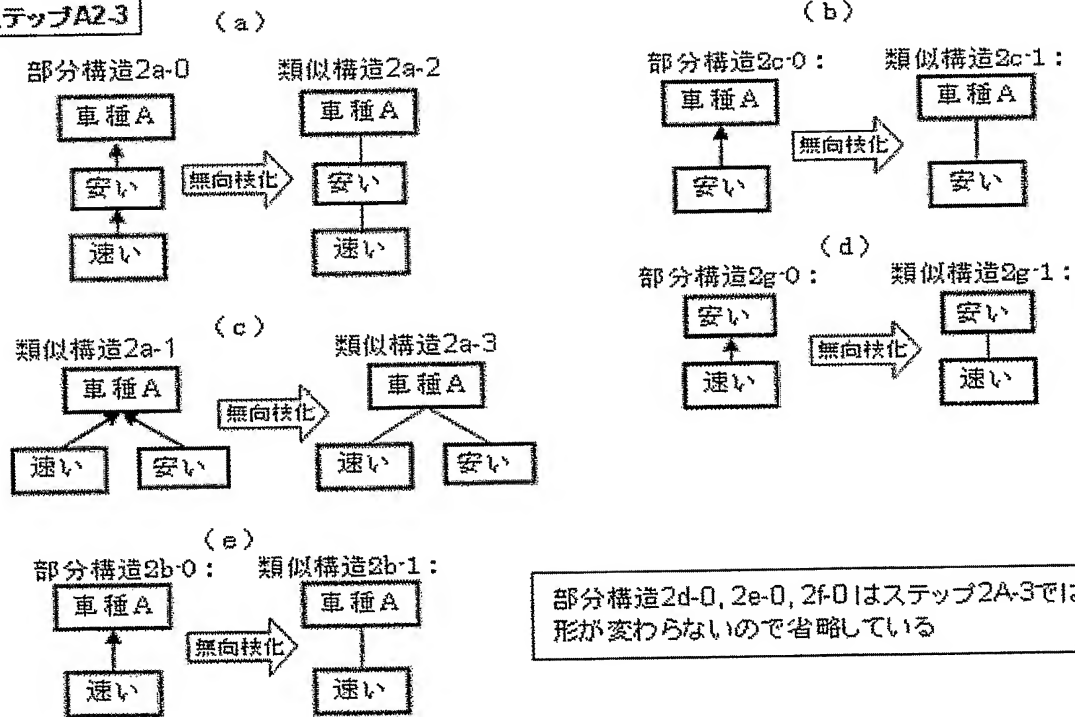 テップA2-3
(a)
部分構造2a-0
類似構造2a-2
車種A
車種A
無向枝化
安い
安い
速い
速い
(b)
部分構造2c-0:
類似構造2c-1:
車種A
車種A
無向枝化
安い
安い
(c)
類似構造2a-1
類似構造2a-3
車種A
車種A
無向枝化
速い
安い
速い
安い
(d)
部分構造2g-0:
類似構造2g-1:
安い
安い
無向枝化
速い
速い
(e)
部分構造2b-0:
類似構造2b-1:
車種A
車種A
無向枝化
速い
速い
部分構造2d-0, 2e-0, 2f-0はステップ2A-3では
形が変わらないので省略している